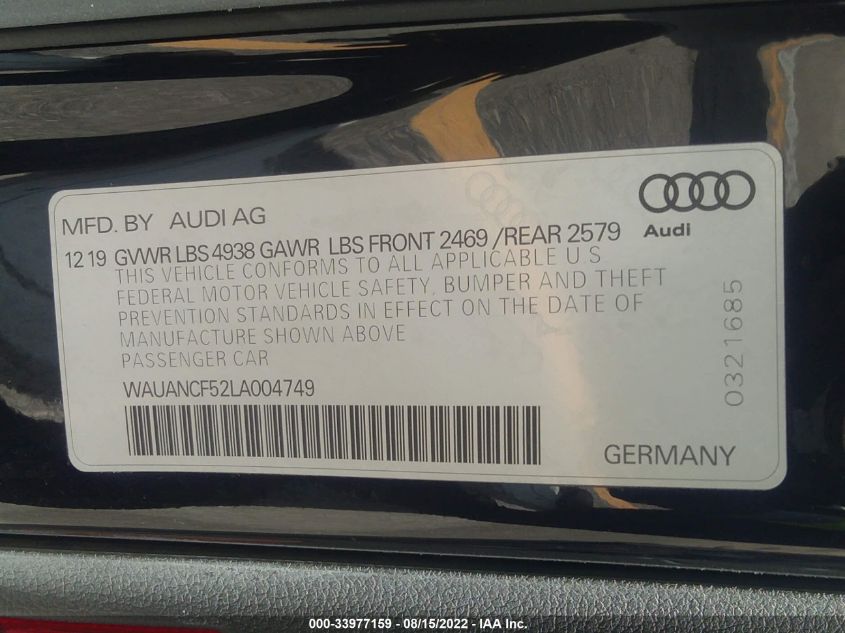 MFD. BY AUDI AG
Audi
12 19 GVWR LBS 4938 GAWR LBS FRONT 2469 /REAR 2579
THIS VEHICLE CONFORMS TO ALL APPLICABLE U.S
FEDERAL MOTOR VEHICLE SAFETY, BUMPER AND THEFT
PREVENTION STANDARDS IN EFFECT ON THE DATE OF
MANUFACTURE SHOWN ABOVE
PASSENGER CAR
WAUANCF52LA004749
0321685
GERMANY
000-33977159 - 08/15/2022 - IAA Inc.